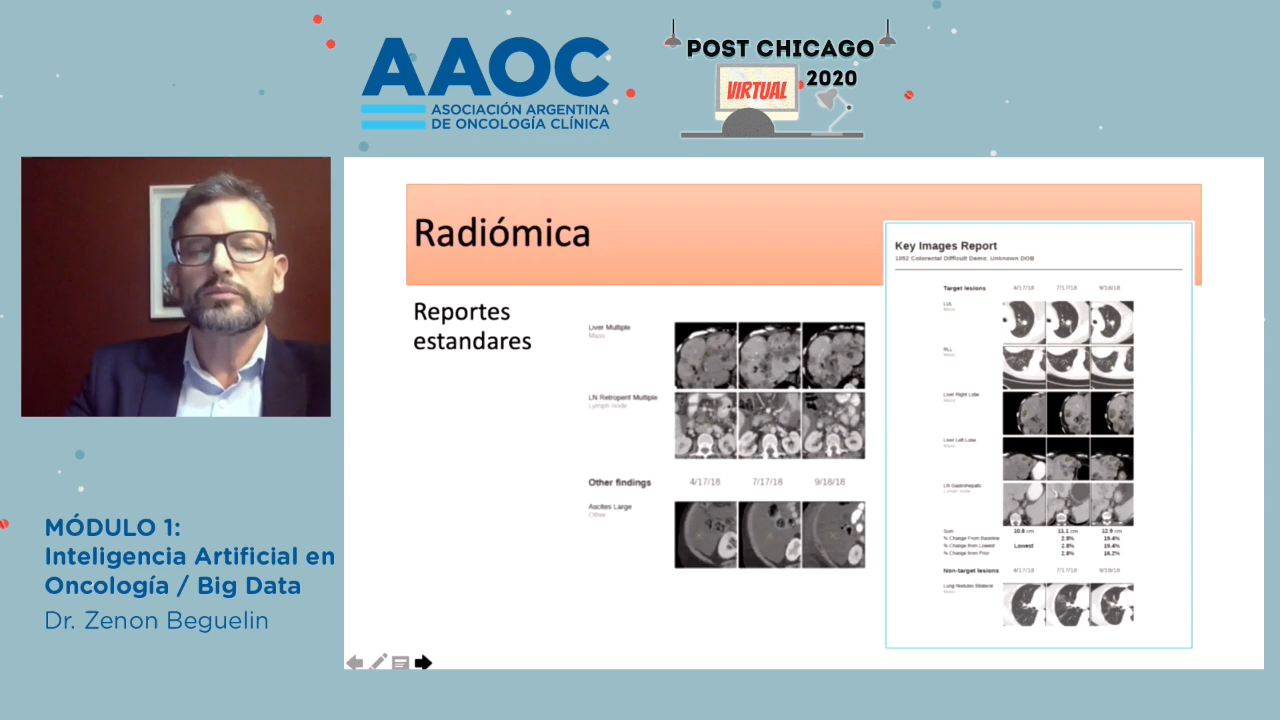 AAOC
ASOCIACIÓN ARGENTINA
DE ONCOLOGÍA CLÍNICA
POST CHICAGO
2020
VIRTUAL
Radiómica
Reportes
estandares
Liver Multiple
Mass
LN Retroperit Multiple
Lymph node
Other findings 4/17/18 7/17/18 9/18/18
Ascites Large
Other
Key Images Report
1052 Colorectal Difficult Demo, Unknown DOB
Target lesions 4/17/18 7/17/18 9/18/18
LUL
Mass
RLL
Mass
Liver Right Lobe
Mass
Liver Left Lobe
Mass
LN Gastrohepatic
Lymph node
Sum 10.8 cm 11.1 cm 12.9 cm
% Change From Baseline 2.8% 19.4%
% Change from Lowest Lowest 2.8% 19.4%
% Change from Prior 2.8% 16.2%
Non-target lesions 4/17/18 7/17/18 9/18/18
Lung Nodules Bilateral
Mass
MÓDULO 1:
Inteligencia Artificial en
Oncología / Big Data
Dr. Zenon Beguelin